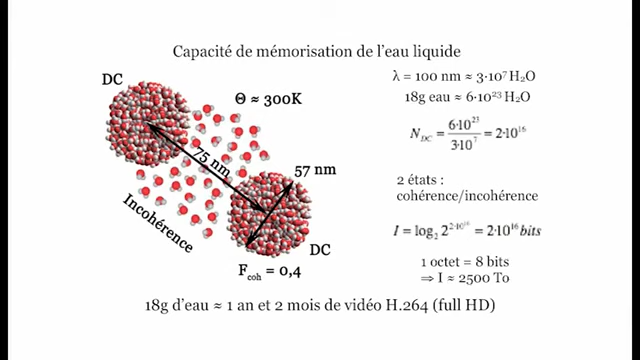 Capacité de mémorisation de l'eau liquide
DC
Θ ≈ 300K
75 nm
57 nm
Incohérence
DC
F_coh = 0,4
λ = 100 nm ≈ 3·10⁷ H₂O
18g eau ≈ 6·10²³ H₂O
N_DC = 6·10²³ / 3·10⁷ = 2·10¹⁶
2 états :
cohérence/incohérence
I = log₂ 2^(2·10¹⁶) = 2·10¹⁶ bits
1 octet = 8 bits
⇒ I ≈ 2500 To
18g d'eau ≈ 1 an et 2 mois de vidéo H.264 (full HD)